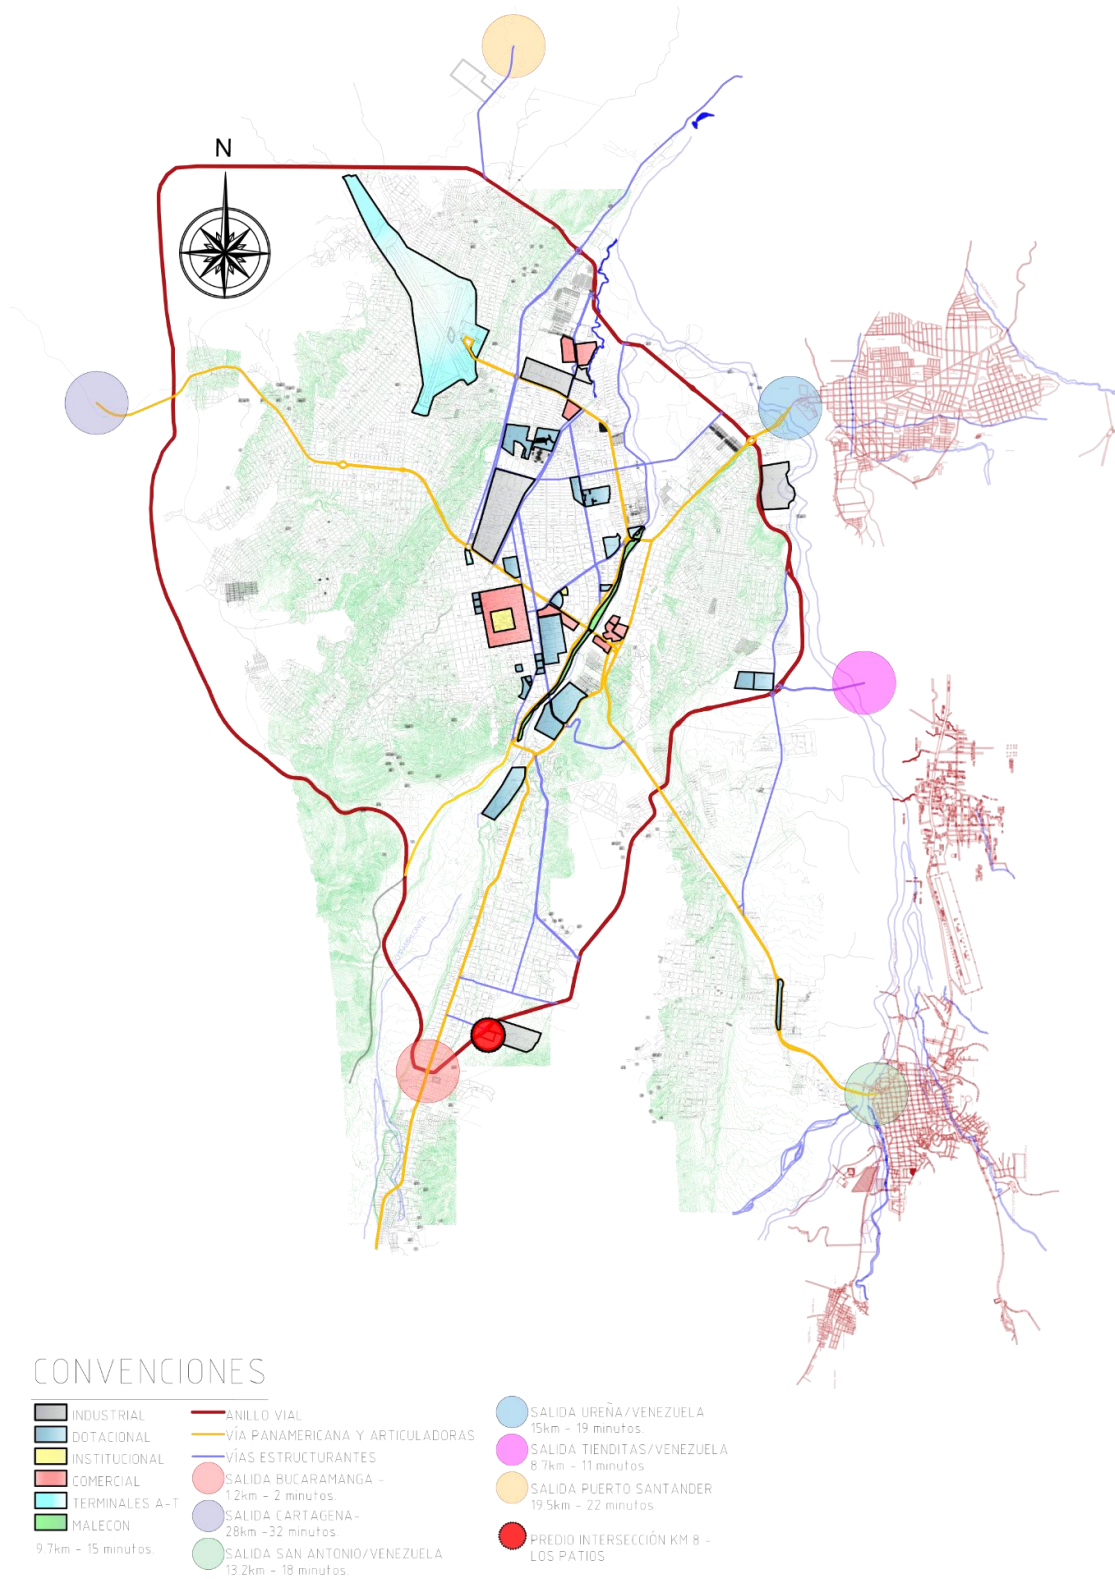 N
CONVENCIONES
INDUSTRIAL
DOTACIONAL
INSTITUCIONAL
COMERCIAL
TERMINALES A-T
MALECON
9.7km - 15 minutos.
ANILLO VIAL
VÍA PANAMERICANA Y ARTICULADORAS
VÍAS ESTRUCTURANTES
SALIDA BUCARAMANGA -
1.2km - 2 minutos.
SALIDA CARTAGENA-
28km -32 minutos.
SALIDA SAN ANTONIO/VENEZUELA
13.2km - 18 minutos.
SALIDA UREÑA/VENEZUELA
15km - 19 minutos.
SALIDA TIENDITAS/VENEZUELA
8.7km - 11 minutos
SALIDA PUERTO SANTANDER
19.5km - 22 minutos
PREDIO INTERSECCIÓN KM 8 -
LOS PATIOS